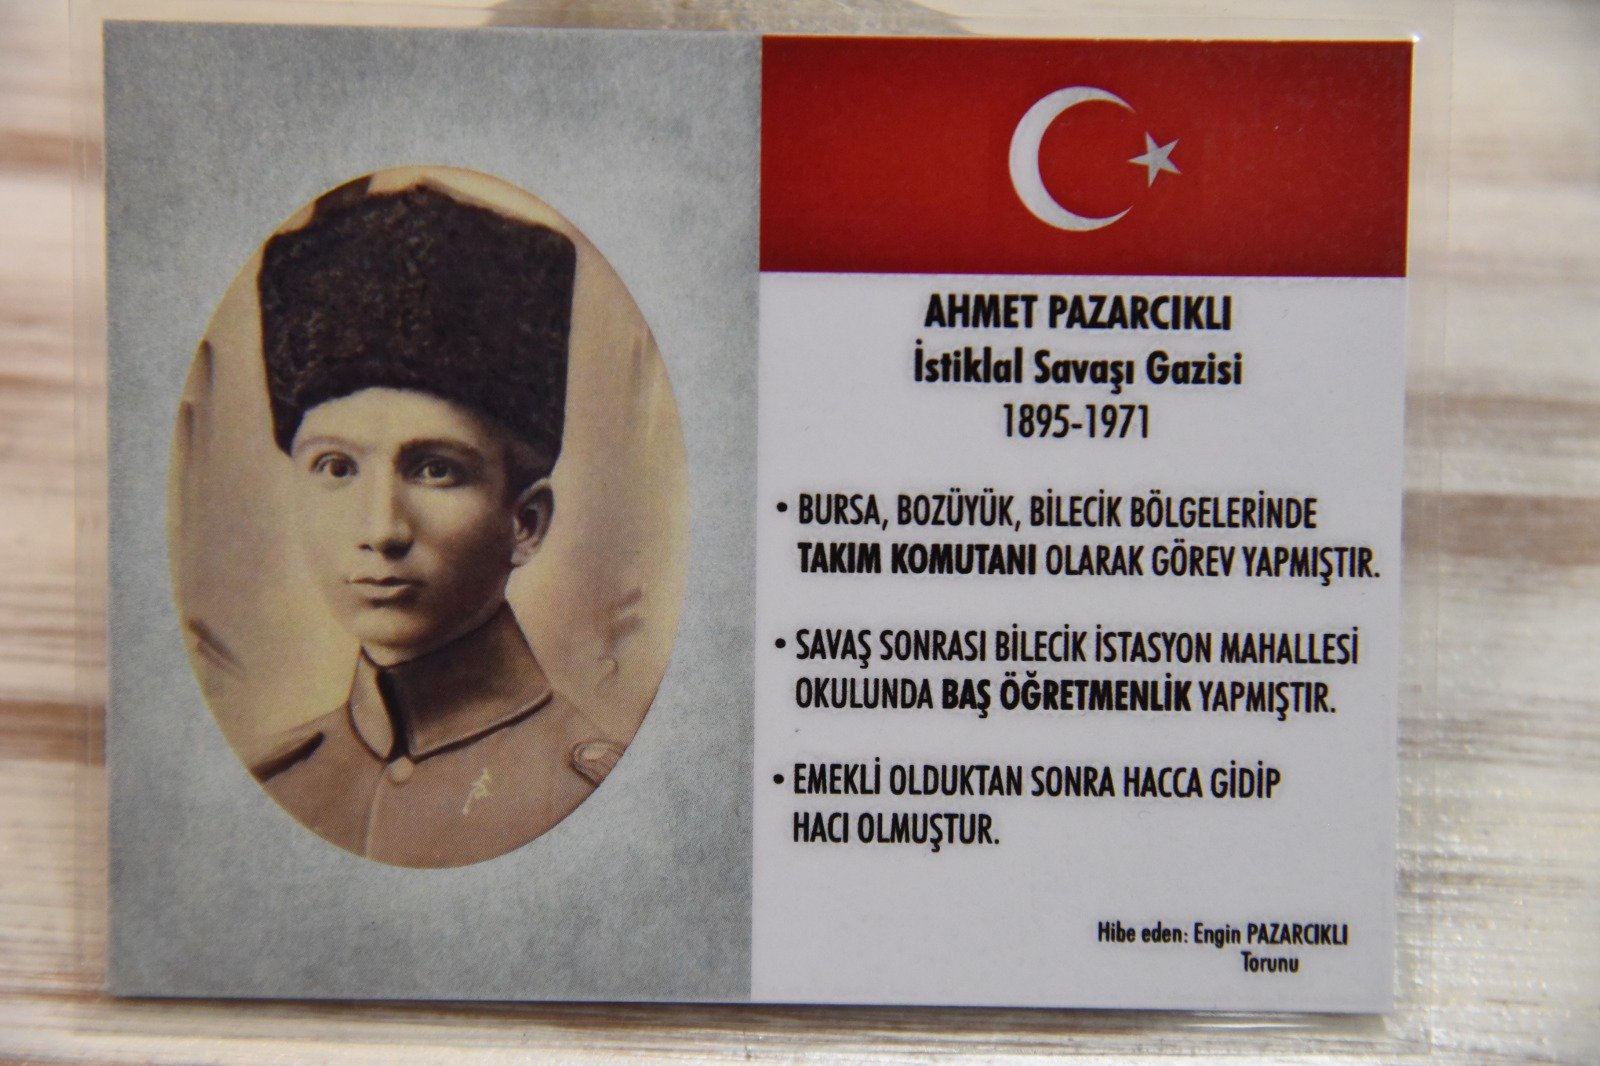 AHMET PAZARCIKLI
İstiklal Savaşı Gazisi
1895-1971
• BURSA, BOZÜYÜK, BİLECİK BÖLGELERİNDE
TAKIM KOMUTANI OLARAK GÖREV YAPMIŞTIR.
• SAVAŞ SONRASI BİLECİK İSTASYON MAHALLESİ
OKULUNDA BAŞ ÖĞRETMENLİK YAPMIŞTIR.
• EMEKLİ OLDUKTAN SONRA HACCA GİDİP
HACI OLMUŞTUR.
Hibe eden: Engin PAZARCIKLI
Torunu